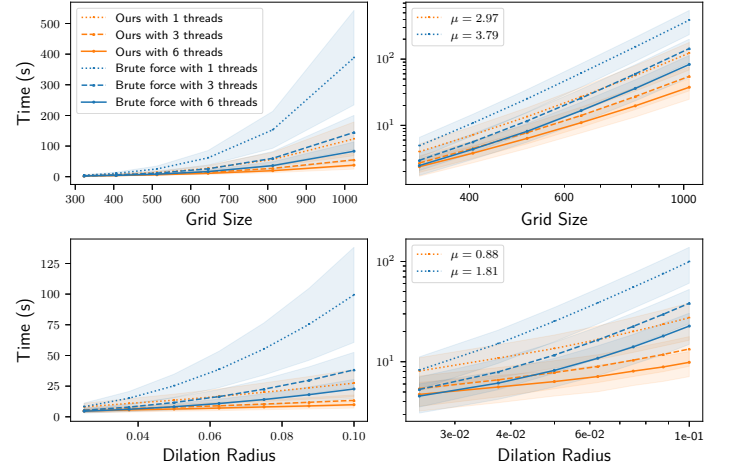 Ours with 1 threads
Ours with 3 threads
Ours with 6 threads
Brute force with 1 threads
Brute force with 3 threads
Brute force with 6 threads
Time (s)
500
400
300
200
100
0
300 400 500 600 700 800 900 1000
Grid Size
μ = 2.97
μ = 3.79
10²
10¹
400 600 1000
Grid Size
Time (s)
125
100
75
50
25
0
0.04 0.06 0.08 0.10
Dilation Radius
μ = 0.88
μ = 1.81
10²
10¹
3e-02 4e-02 6e-02 1e-01
Dilation Radius